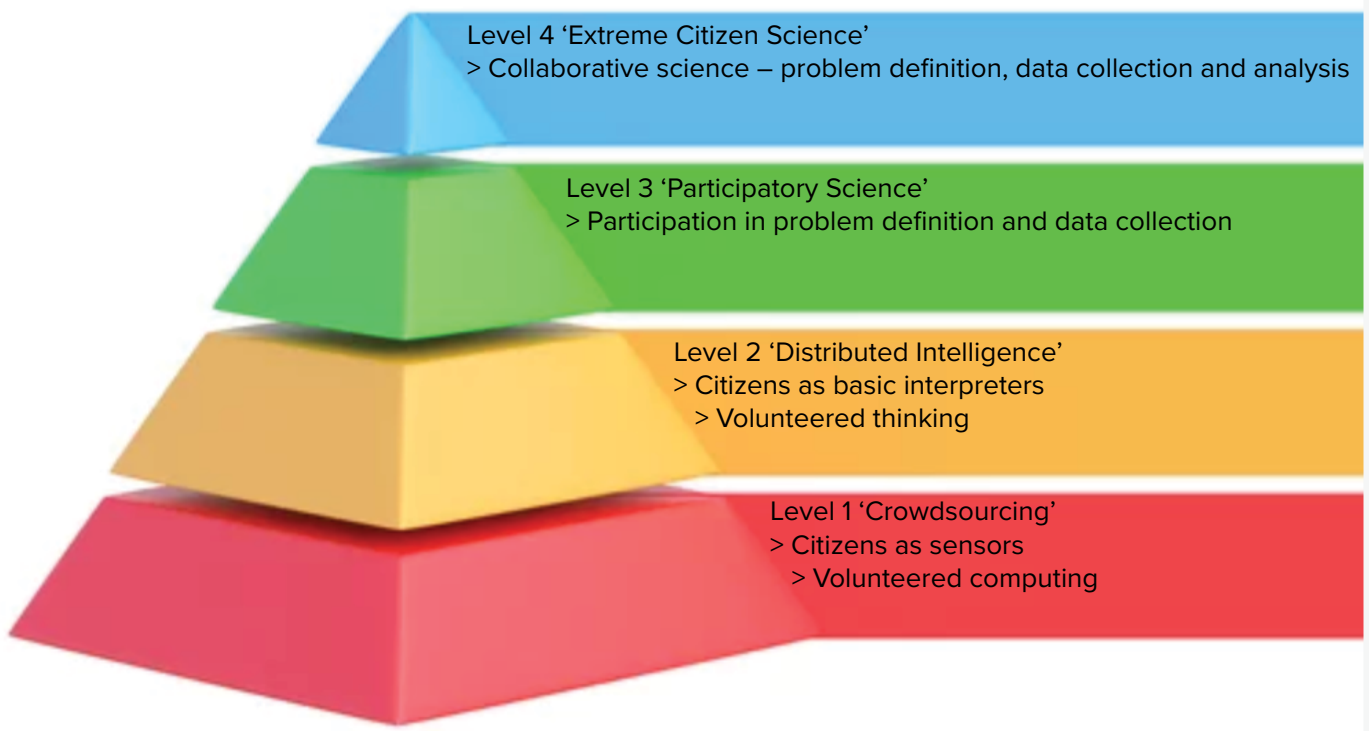 Level 4 ‘Extreme Citizen Science’
> Collaborative science – problem definition, data collection and analysis
Level 3 ‘Participatory Science’
> Participation in problem definition and data collection
Level 2 ‘Distributed Intelligence’
> Citizens as basic interpreters
> Volunteered thinking
Level 1 ‘Crowdsourcing’
> Citizens as sensors
> Volunteered computing